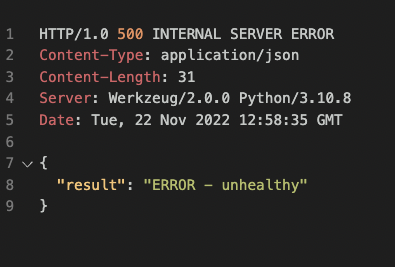 1 HTTP/1.0 500 INTERNAL SERVER ERROR
2 Content-Type: application/json
3 Content-Length: 31
4 Server: Werkzeug/2.0.0 Python/3.10.8
5 Date: Tue, 22 Nov 2022 12:58:35 GMT
6
7 {
8   "result": "ERROR - unhealthy"
9 }